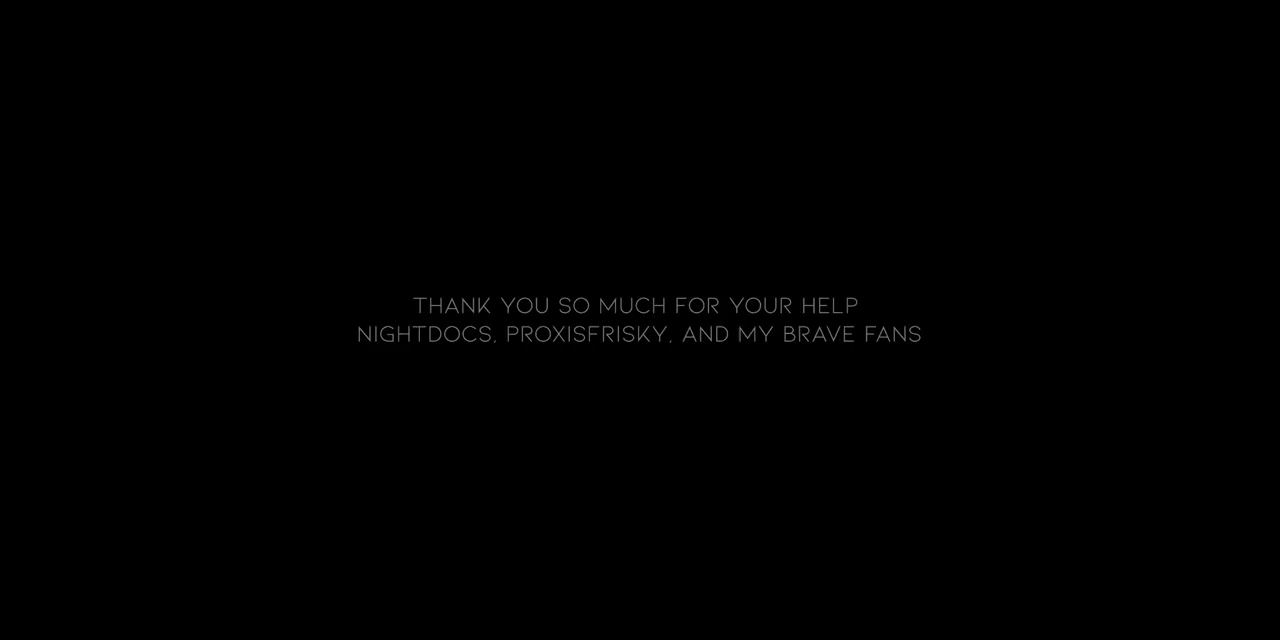 THANK YOU SO MUCH FOR YOUR HELP
NIGHTDOCS, PROXISFRISKY, AND MY BRAVE FANS